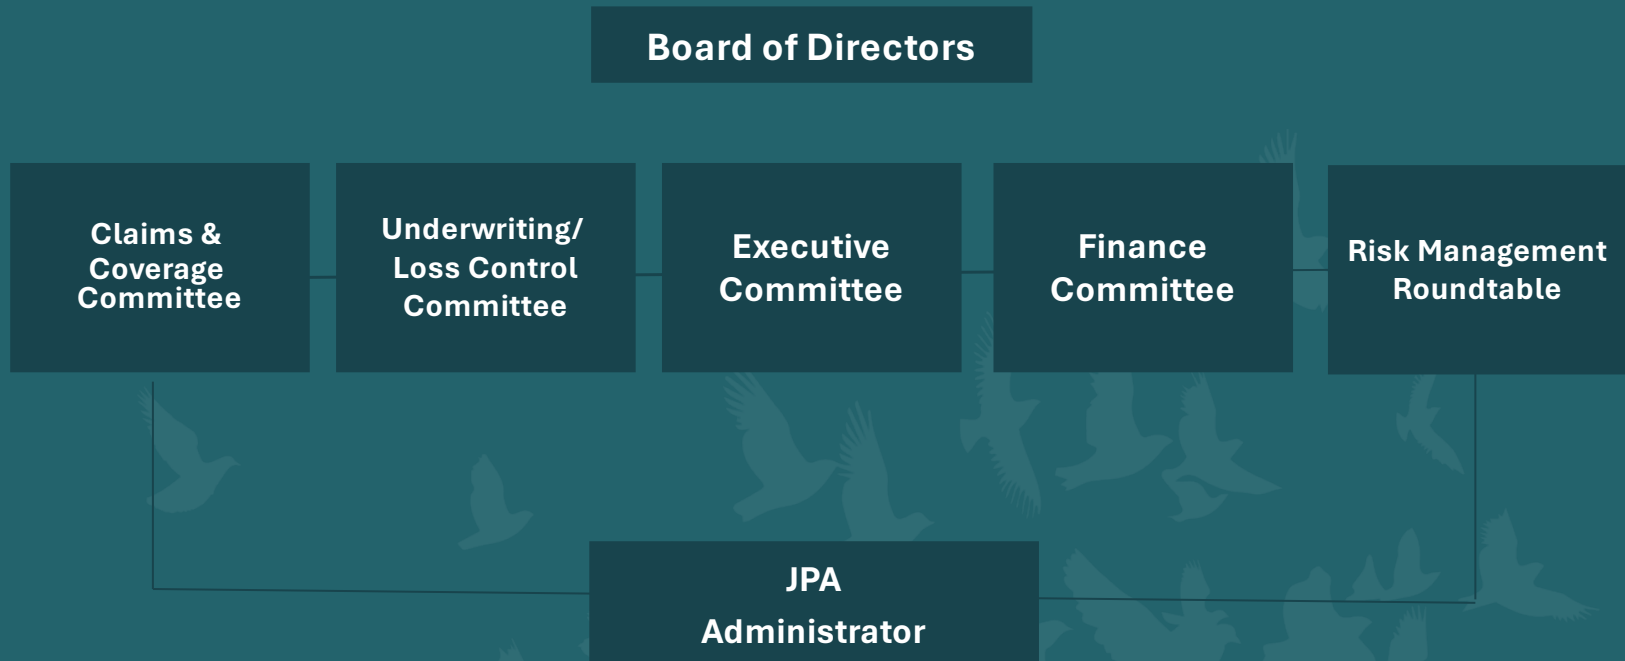 Board of Directors
Claims &
Coverage
Committee
Underwriting/
Loss Control
Committee
Executive
Committee
Finance
Committee
Risk Management
Roundtable
JPA
Administrator